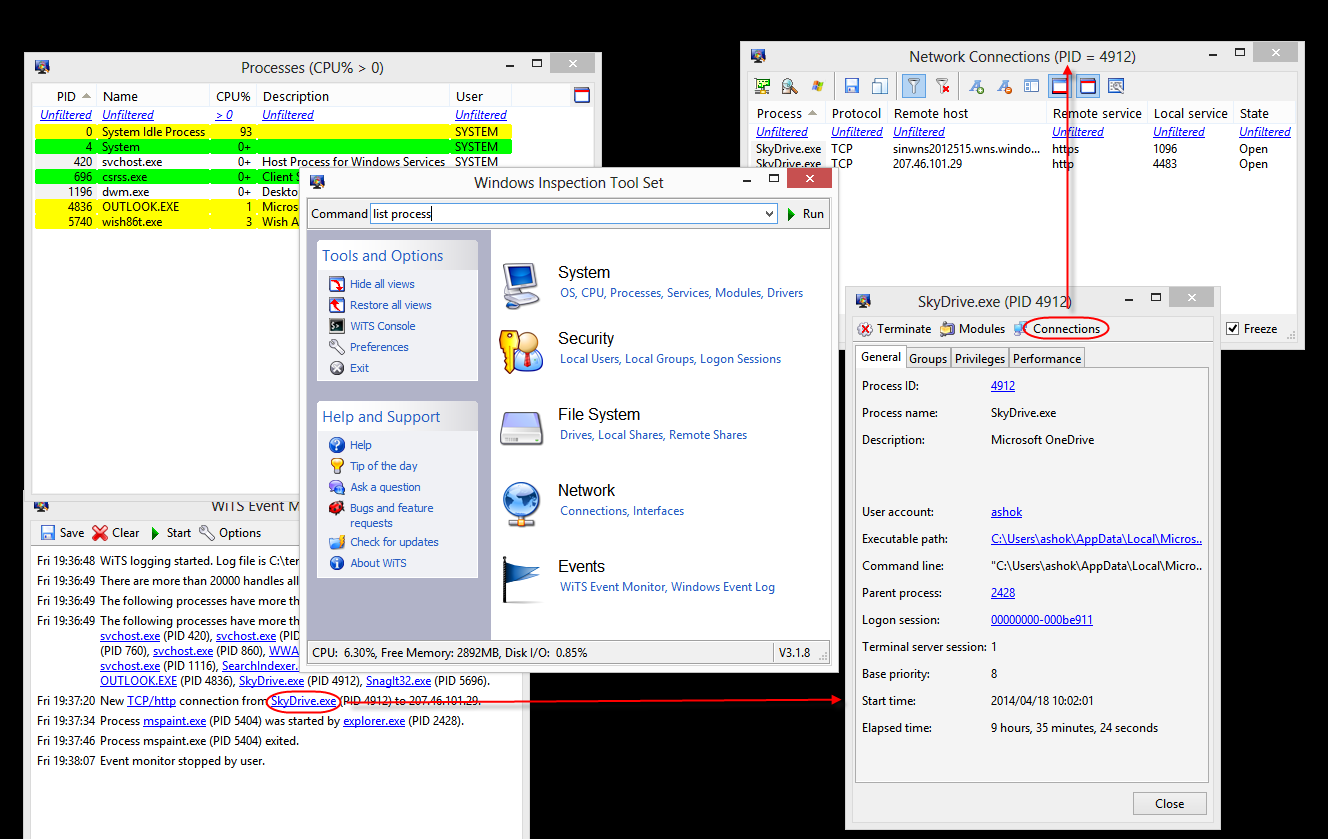 Processes (CPU% > 0)
PID Name CPU% Description User
Unfiltered Unfiltered > 0 Unfiltered Unfiltered
0 System Idle Process 93 SYSTEM
4 System 0+ SYSTEM
420 svchost.exe 0+ Host Process for Windows Services SYSTEM
696 csrss.exe 0+ Client
1196 dwm.exe 0+
4836 OUTLOOK.EXE 1
5740 wish86t.exe 3 Wish
Network Connections (PID = 4912)
Process Protocol Remote host Remote service Local service State
Unfiltered Unfiltered Unfiltered Unfiltered Unfiltered Unfiltered
SkyDrive.exe TCP sinwns2012515.wns.windo... https 1096 Open
SkyDrive.exe TCP 207.46.101.29 http 4483 Open
Freeze
Windows Inspection Tool Set
Command list process Run
Tools and Options
Hide all views
Restore all views
WiTS Console
Preferences
Exit
Help and Support
Help
Tip of the day
Ask a question
Bugs and feature
requests
Check for updates
About WiTS
System
OS, CPU, Processes, Services, Modules, Drivers
Security
Local Users, Local Groups, Logon Sessions
File System
Drives, Local Shares, Remote Shares
Network
Connections, Interfaces
Events
WiTS Event Monitor, Windows Event Log
CPU: 6.30%, Free Memory: 2892MB, Disk I/O: 0.85% V3.1.8
WiTS Event M
Save Clear Start Options
Fri 19:36:48 WiTS logging started. Log file is C:\ter
Fri 19:36:49 There are more than 20000 handles all
Fri 19:36:49 The following processes have more th
Fri 19:36:49 The following processes have more th
svchost.exe (PID 420), svchost.exe (PID
(PID 760), svchost.exe (PID 860), WWA
svchost.exe (PID 1116), SearchIndexer.
OUTLOOK.EXE (PID 4836), SkyDrive.exe (PID 4912), SnagIt32.exe (PID 5696).
Fri 19:37:20 New TCP/http connection from SkyDrive.exe (PID 4912) to 207.46.101.29.
Fri 19:37:34 Process mspaint.exe (PID 5404) was started by explorer.exe (PID 2428).
Fri 19:37:46 Process mspaint.exe (PID 5404) exited.
Fri 19:38:07 Event monitor stopped by user.
SkyDrive.exe (PID 4912)
Terminate Modules Connections
General Groups Privileges Performance
Process ID: 4912
Process name: SkyDrive.exe
Description: Microsoft OneDrive
User account: ashok
Executable path: C:\Users\ashok\AppData\Local\Micros..
Command line: "C:\Users\ashok\AppData\Local\Micro..
Parent process: 2428
Logon session: 00000000-000be911
Terminal server session: 1
Base priority: 8
Start time: 2014/04/18 10:02:01
Elapsed time: 9 hours, 35 minutes, 24 seconds
Close